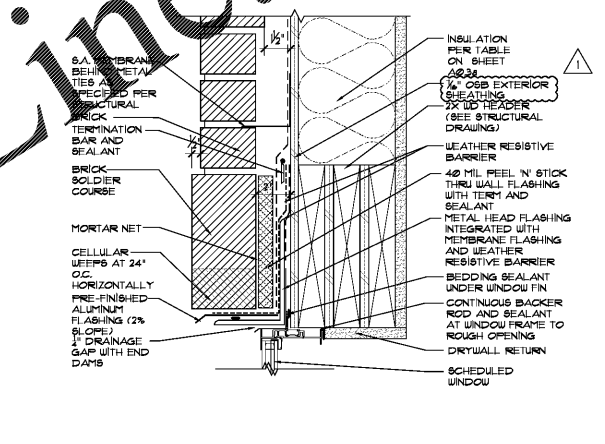 Line.
1/2"
S.A. MEMBRANE
BEHIND METAL
TIES AS
SPECIFIED PER
STRUCTURAL
BRICK
TERMINATION
BAR AND
SEALANT
BRICK
SOLDIER
COURSE
MORTAR NET
CELLULAR
WEEPS AT 24"
O.C.
HORIZONTALLY
PRE-FINISHED
ALUMINUM
FLASHING (2%
SLOPE)
1/4" DRAINAGE
GAP WITH END
DAMS
1/2"
2"
INSULATION
PER TABLE
ON SHEET
1
7/16" OSB EXTERIOR
SHEATHING
2X WD HEADER
(SEE STRUCTURAL
DRAWING)
WEATHER RESISTIVE
BARRIER
40 MIL PEEL 'N' STICK
THRU WALL FLASHING
WITH TERM AND
SEALANT
METAL HEAD FLASHING
INTEGRATED WITH
MEMBRANE FLASHING
AND WEATHER
RESISTIVE BARRIER
BEDDING SEALANT
UNDER WINDOW FIN
CONTINUOUS BACKER
ROD AND SEALANT
AT WINDOW FRAME TO
ROUGH OPENING
DRYWALL RETURN
SCHEDULED
WINDOW